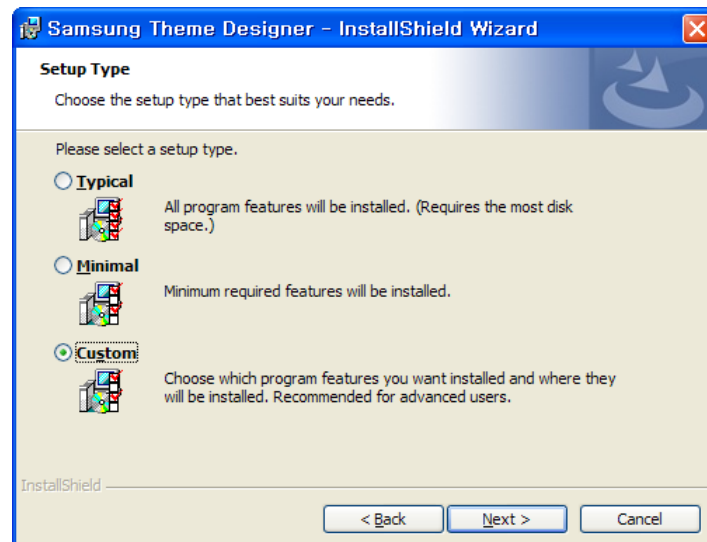 Samsung Theme Designer - InstallShield Wizard
Setup Type
Choose the setup type that best suits your needs.
Please select a setup type.
Typical
All program features will be installed. (Requires the most disk
space.)
Minimal
Minimum required features will be installed.
Custom
Choose which program features you want installed and where they
will be installed. Recommended for advanced users.
InstallShield
< Back Next > Cancel